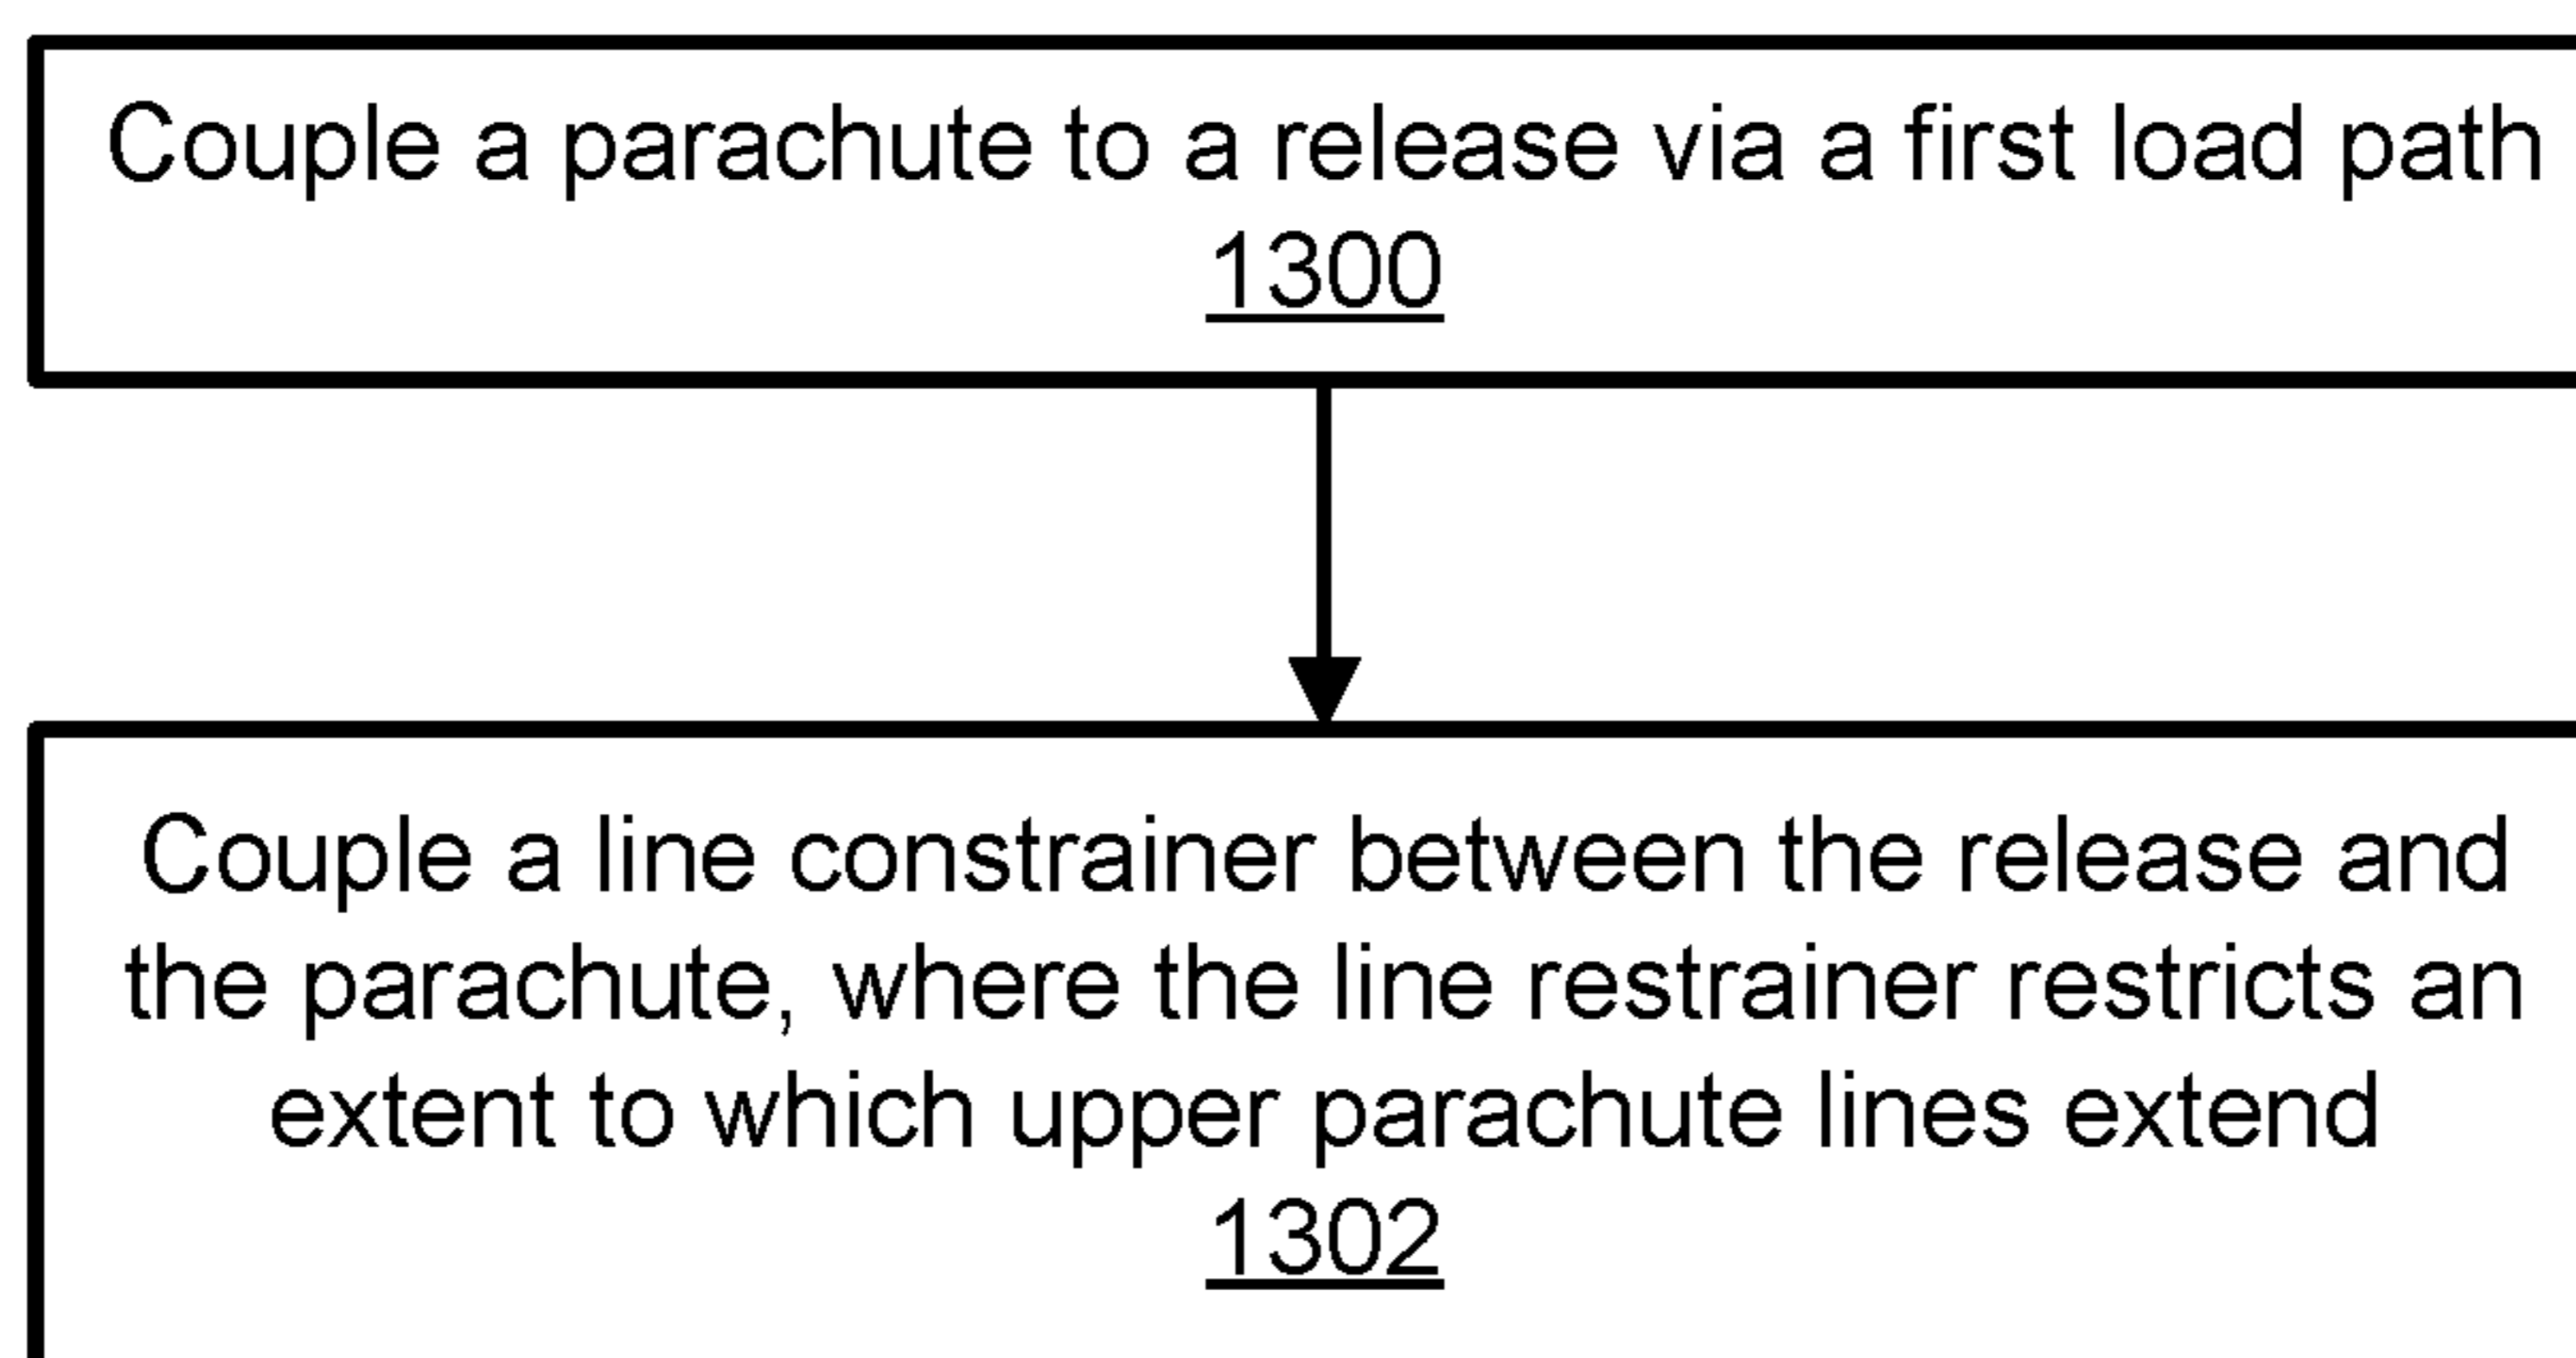 Couple a parachute to a release via a first load path
1300
Couple a line constrainer between the release and
the parachute, where the line restrainer restricts an
extent to which upper parachute lines extend
1302